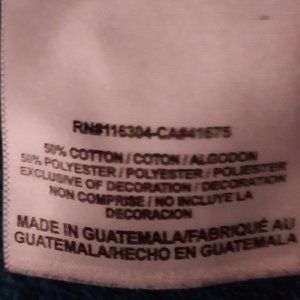 RN#116304-CA#41675
50% COTTON / COTON / ALGODON
50% POLYESTER / POLYESTER / POLIESTER
EXCLUSIVE OF DECORATION / DECORATION
NON COMPRISE / NO INCLUYE LA
DECORACION
MADE IN GUATEMALA/FABRIQUÉ AU
GUATEMALA/HECHO EN GUATEMALA